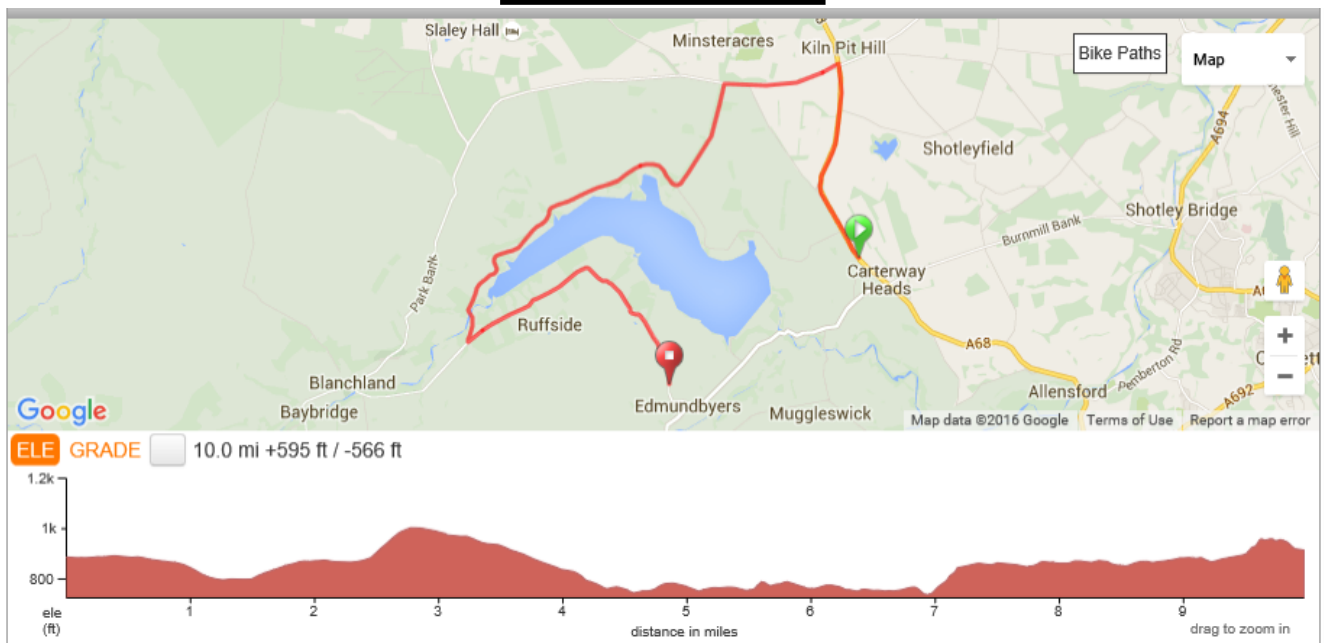 Slaley Hall
Minsteracres
Kiln Pit Hill
Bike Paths
Map
A694
Shotleyfield
Shotley Bridge
Burnmill Bank
Carterway
Heads
Park Bank
Ruffside
A68
Pemberton Rd
Blanchland
Baybridge
Edmundbyers
Muggleswick
Allensford
A692
+
−
Google
Map data ©2016 Google
Terms of Use
Report a map error
ELE GRADE 10.0 mi +595 ft / -566 ft
1.2k
1k
800
ele
(ft)
1 2 3 4 5 6 7 8 9
distance in miles
drag to zoom in